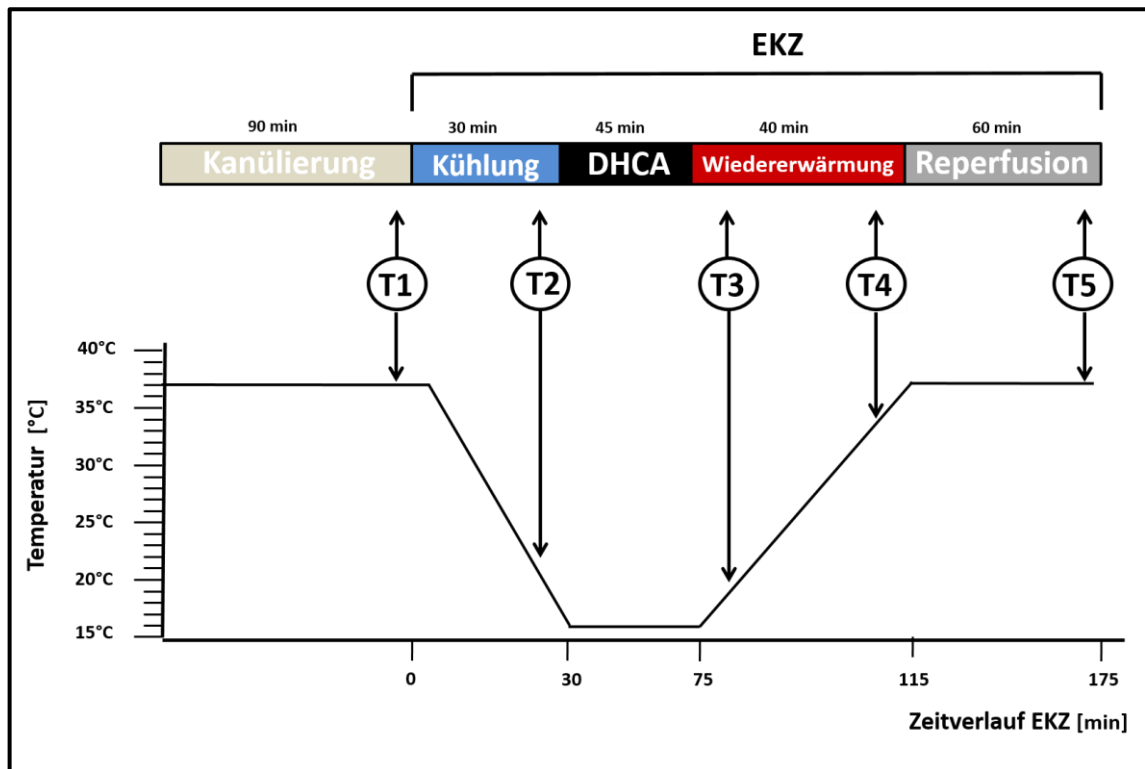 EKZ
90 min 30 min 45 min 40 min 60 min
Kanülierung Kühlung DHCA Wiedererwärmung Reperfusion
T1 T2 T3 T4 T5
40°C
35°C
30°C
25°C
20°C
15°C
Temperatur [°C]
0 30 75 115 175
Zeitverlauf EKZ [min]